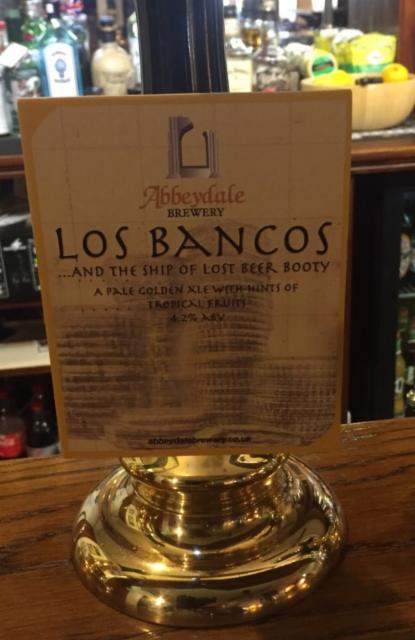 Abbeydale
BREWERY
LOS BANCOS
...AND THE SHIP OF LOST BEER BOOTY
A PALE GOLDEN ALE WITH HINTS OF
TROPICAL FRUITS
4.2% ABV
abbeydalebrewery.co.uk